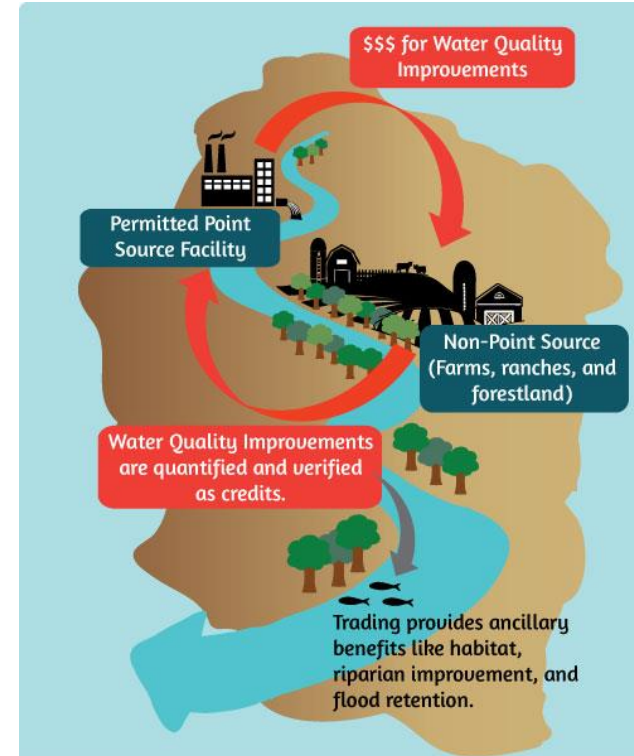 $$$ for Water Quality
Improvements
Permitted Point
Source Facility
Non-Point Source
(Farms, ranches, and
forestland)
Water Quality Improvements
are quantified and verified
as credits.
Trading provides ancillary
benefits like habitat,
riparian improvement, and
flood retention.